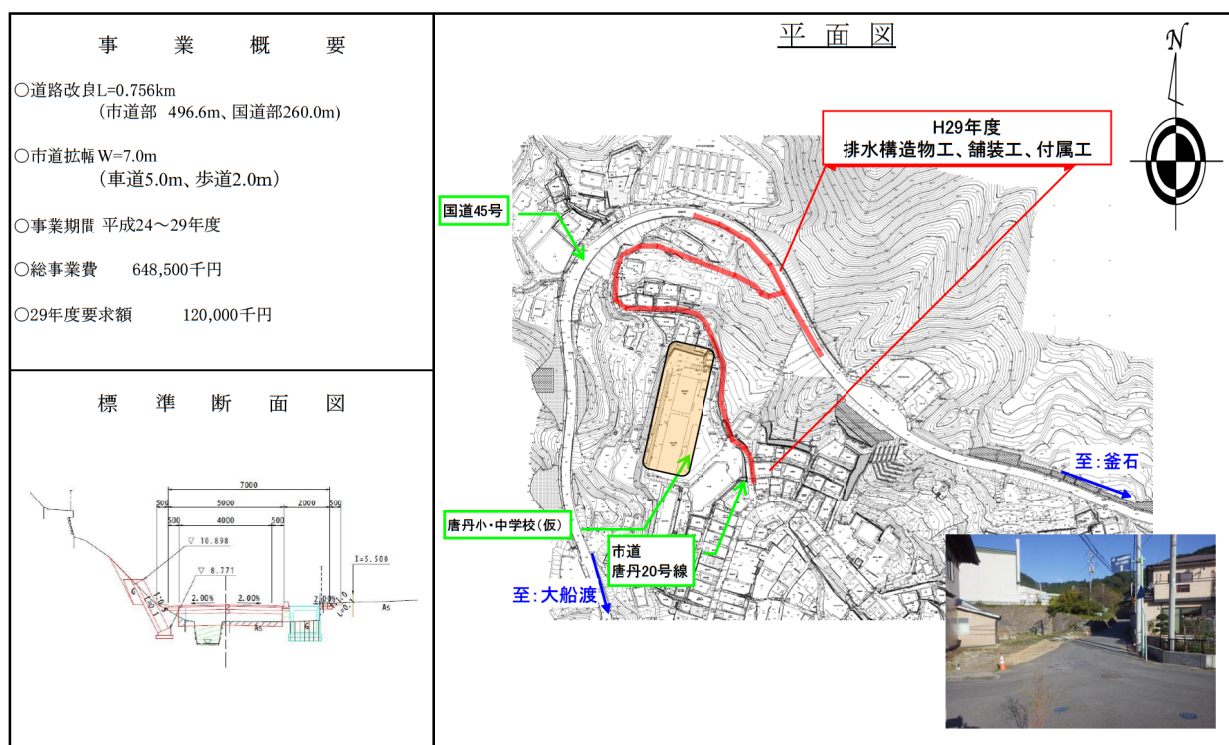 事業概要
○道路改良L=0.756km
(市道部 496.6m、国道部260.0m)
○市道拡幅W=7.0m
(車道5.0m、歩道2.0m)
○事業期間 平成24～29年度
○総事業費 648,500千円
○29年度要求額 120,000千円
標準断面図
7000
500 5000 2000 500
500 4000 500
▽ 10.898
▽ 8.771
2.00% 2.00% 2.00%
X=5.500
As
As
G
G
平面図
N
H29年度
排水構造物工、舗装工、付属工
国道45号
至:釜石
唐丹小・中学校(仮)
市道
唐丹20号線
至:大船渡